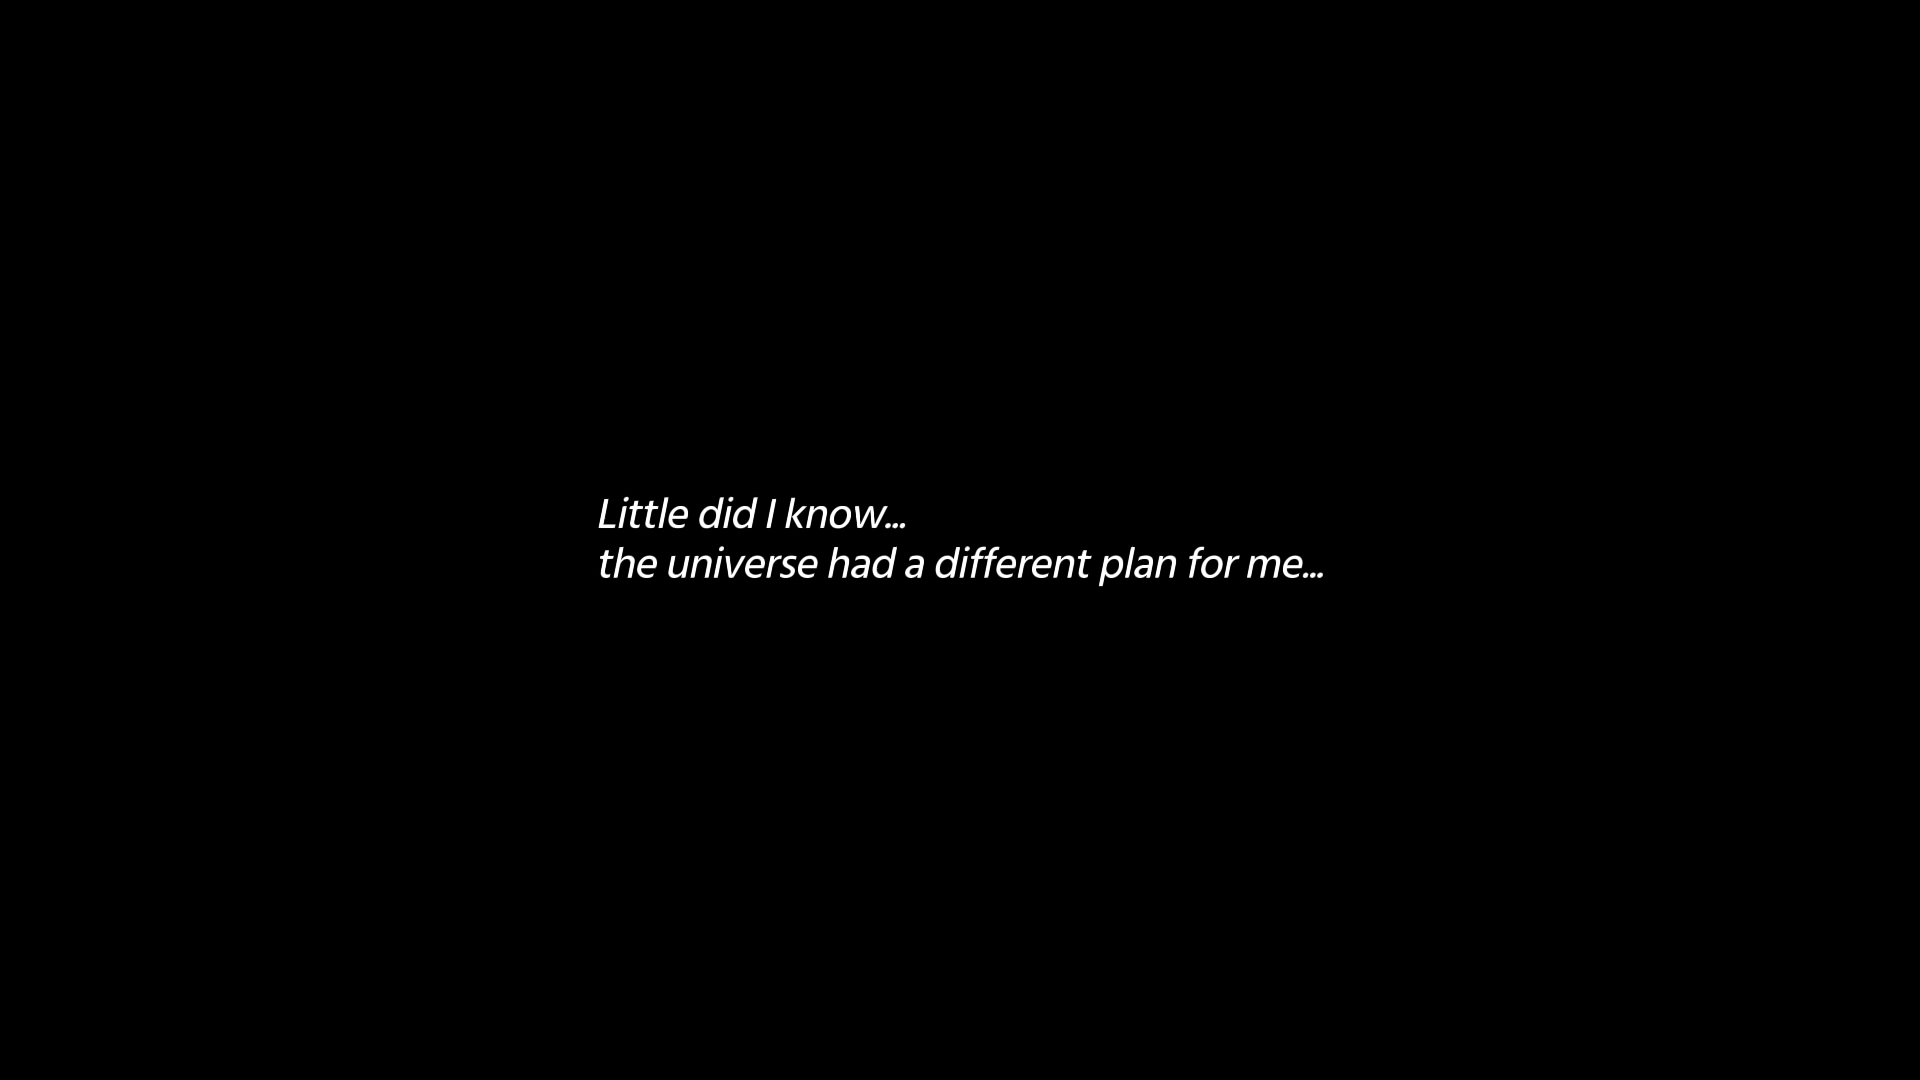 Little did I know...
the universe had a different plan for me...